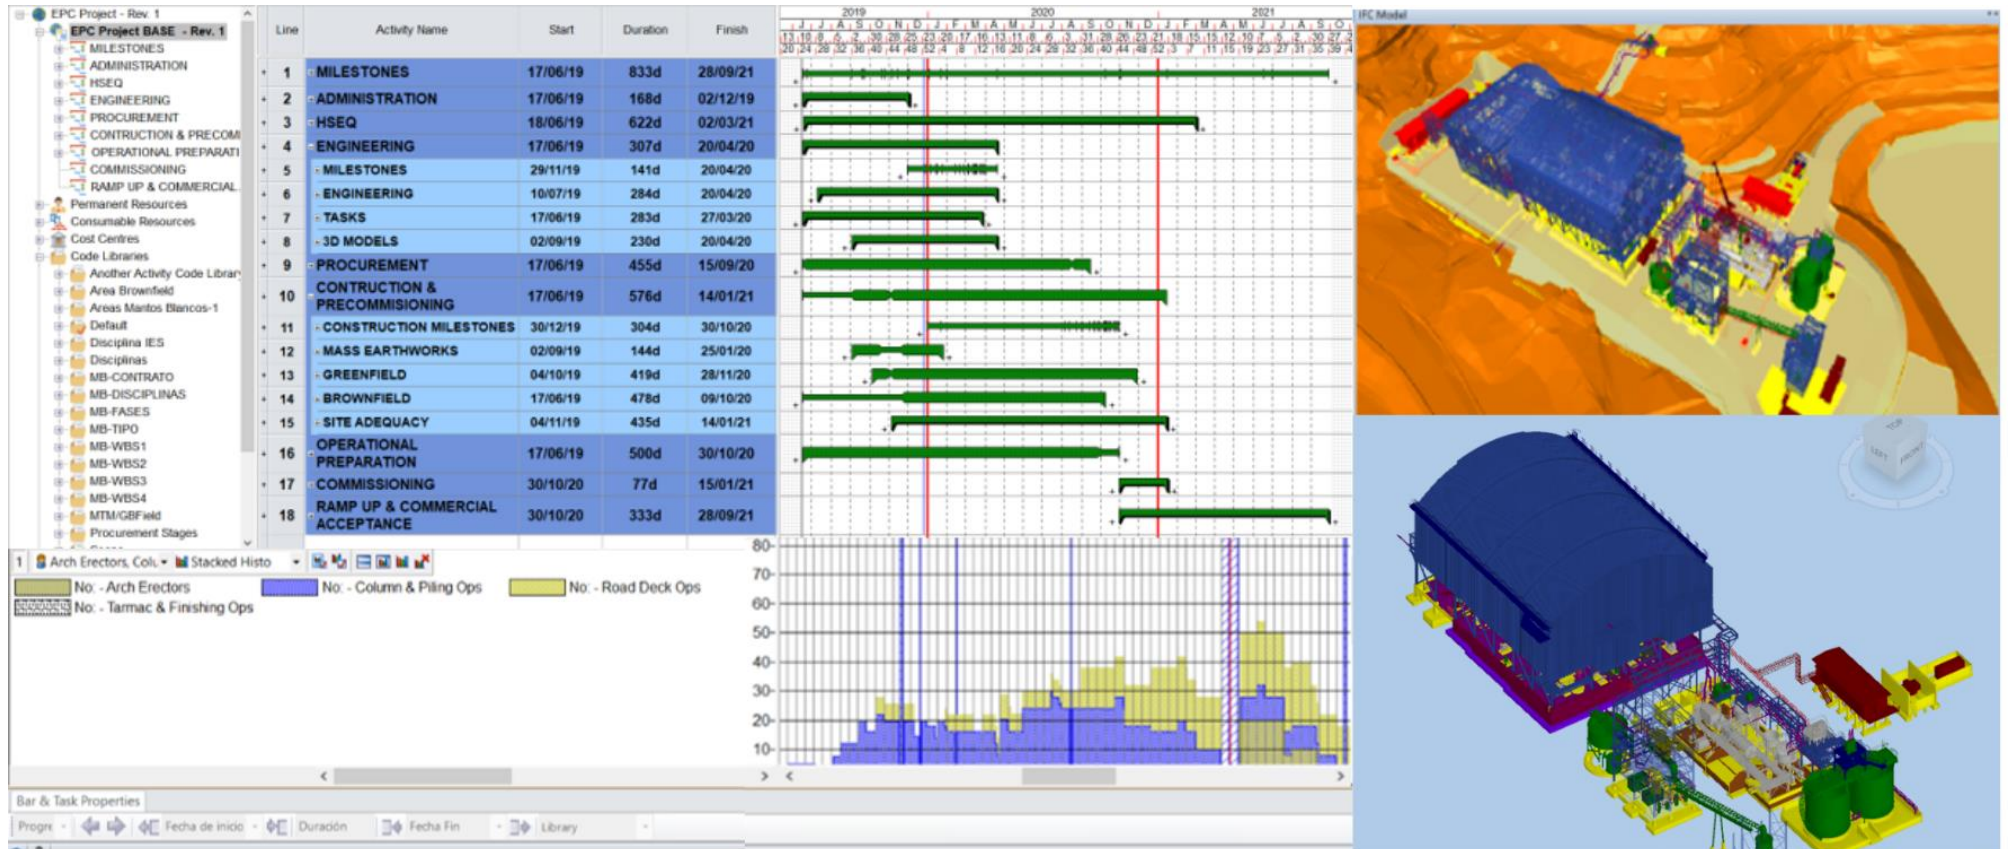 EPC Project - Rev. 1
EPC Project BASE - Rev. 1
MILESTONES
ADMINISTRATION
HSEQ
ENGINEERING
PROCUREMENT
CONTRUCTION & PRECOMI
OPERATIONAL PREPARATI
COMMISSIONING
RAMP UP & COMMERCIAL
Permanent Resources
Consumable Resources
Cost Centres
Code Libraries
Another Activity Code Library
Area Brownfield
Areas Mantos Blancos-1
Default
Disciplina IES
Disciplinas
MB-CONTRATO
MB-DISCIPLINAS
MB-FASES
MB-TIPO
MB-WBS1
MB-WBS2
MB-WBS3
MB-WBS4
MTM/GBField
Procurement Stages
Line Activity Name Start Duration Finish
2019 2020 2021
J J A S O N D J F M A M J J A S O N D J F M A M J J A S O
1 MILESTONES 17/06/19 833d 28/09/21
2 ADMINISTRATION 17/06/19 168d 02/12/19
3 HSEQ 18/06/19 622d 02/03/21
4 ENGINEERING 17/06/19 307d 20/04/20
5 MILESTONES 29/11/19 141d 20/04/20
6 ENGINEERING 10/07/19 284d 20/04/20
7 TASKS 17/06/19 283d 27/03/20
8 3D MODELS 02/09/19 230d 20/04/20
9 PROCUREMENT 17/06/19 455d 15/09/20
10 CONTRUCTION & PRECOMMISIONING 17/06/19 576d 14/01/21
11 CONSTRUCTION MILESTONES 30/12/19 304d 30/10/20
12 MASS EARTHWORKS 02/09/19 144d 25/01/20
13 GREENFIELD 04/10/19 419d 28/11/20
14 BROWNFIELD 17/06/19 478d 09/10/20
15 SITE ADEQUACY 04/11/19 435d 14/01/21
16 OPERATIONAL PREPARATION 17/06/19 500d 30/10/20
17 COMMISSIONING 30/10/20 77d 15/01/21
18 RAMP UP & COMMERCIAL ACCEPTANCE 30/10/20 333d 28/09/21
1 Arch Erectors, Colu Stacked Histo
No: - Arch Erectors No: - Column & Piling Ops No: - Road Deck Ops
No: - Tarmac & Finishing Ops
80
70
60
50
40
30
20
10
Bar & Task Properties
Progre Fecha de inicio Duración Fecha Fin Library
IFC Model
TOP
LEFT FRONT